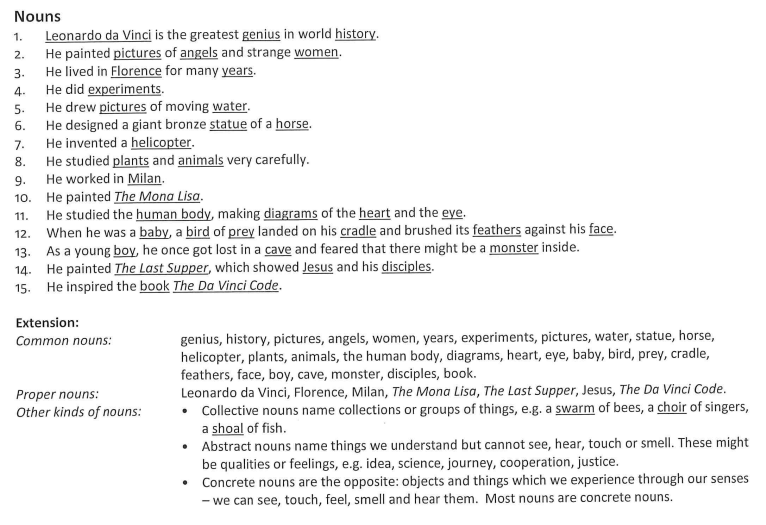 Nouns
1. Leonardo da Vinci is the greatest genius in world history.
2. He painted pictures of angels and strange women.
3. He lived in Florence for many years.
4. He did experiments.
5. He drew pictures of moving water.
6. He designed a giant bronze statue of a horse.
7. He invented a helicopter.
8. He studied plants and animals very carefully.
9. He worked in Milan.
10. He painted The Mona Lisa.
11. He studied the human body, making diagrams of the heart and the eye.
12. When he was a baby, a bird of prey landed on his cradle and brushed its feathers against his face.
13. As a young boy, he once got lost in a cave and feared that there might be a monster inside.
14. He painted The Last Supper, which showed Jesus and his disciples.
15. He inspired the book The Da Vinci Code.
Extension:
Common nouns: genius, history, pictures, angels, women, years, experiments, pictures, water, statue, horse,
helicopter, plants, animals, the human body, diagrams, heart, eye, baby, bird, prey, cradle,
feathers, face, boy, cave, monster, disciples, book.
Proper nouns: Leonardo da Vinci, Florence, Milan, The Mona Lisa, The Last Supper, Jesus, The Da Vinci Code.
Other kinds of nouns: • Collective nouns name collections or groups of things, e.g. a swarm of bees, a choir of singers,
a shoal of fish.
• Abstract nouns name things we understand but cannot see, hear, touch or smell. These might
be qualities or feelings, e.g. idea, science, journey, cooperation, justice.
• Concrete nouns are the opposite: objects and things which we experience through our senses
– we can see, touch, feel, smell and hear them. Most nouns are concrete nouns.